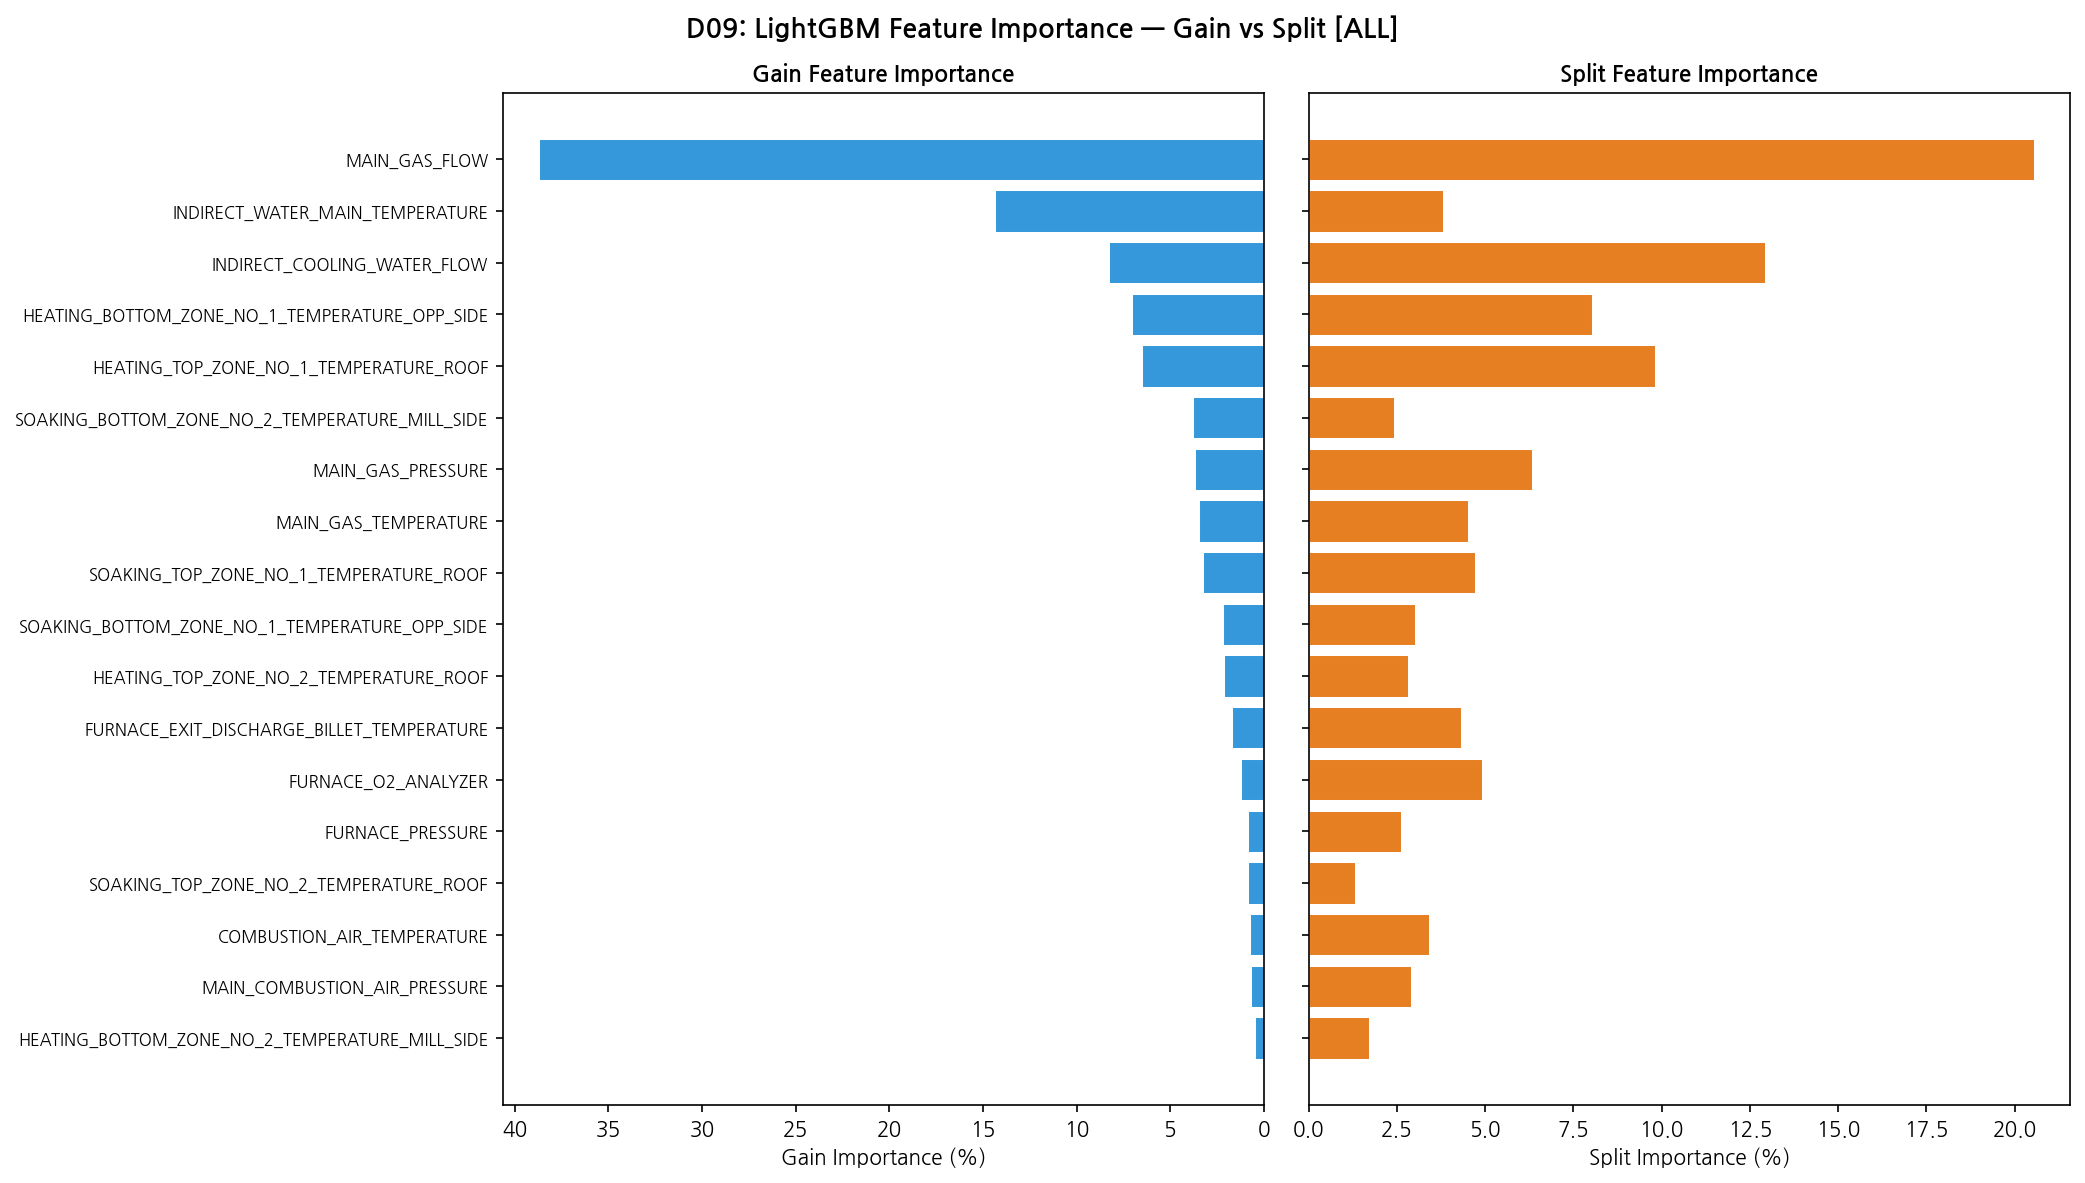 D09: LightGBM Feature Importance — Gain vs Split [ALL]
Gain Feature Importance
Split Feature Importance
MAIN_GAS_FLOW
INDIRECT_WATER_MAIN_TEMPERATURE
INDIRECT_COOLING_WATER_FLOW
HEATING_BOTTOM_ZONE_NO_1_TEMPERATURE_OPP_SIDE
HEATING_TOP_ZONE_NO_1_TEMPERATURE_ROOF
SOAKING_BOTTOM_ZONE_NO_2_TEMPERATURE_MILL_SIDE
MAIN_GAS_PRESSURE
MAIN_GAS_TEMPERATURE
SOAKING_TOP_ZONE_NO_1_TEMPERATURE_ROOF
SOAKING_BOTTOM_ZONE_NO_1_TEMPERATURE_OPP_SIDE
HEATING_TOP_ZONE_NO_2_TEMPERATURE_ROOF
FURNACE_EXIT_DISCHARGE_BILLET_TEMPERATURE
FURNACE_O2_ANALYZER
FURNACE_PRESSURE
SOAKING_TOP_ZONE_NO_2_TEMPERATURE_ROOF
COMBUSTION_AIR_TEMPERATURE
MAIN_COMBUSTION_AIR_PRESSURE
HEATING_BOTTOM_ZONE_NO_2_TEMPERATURE_MILL_SIDE
40 35 30 25 20 15 10 5 0
0.0 2.5 5.0 7.5 10.0 12.5 15.0 17.5 20.0
Gain Importance (%)
Split Importance (%)